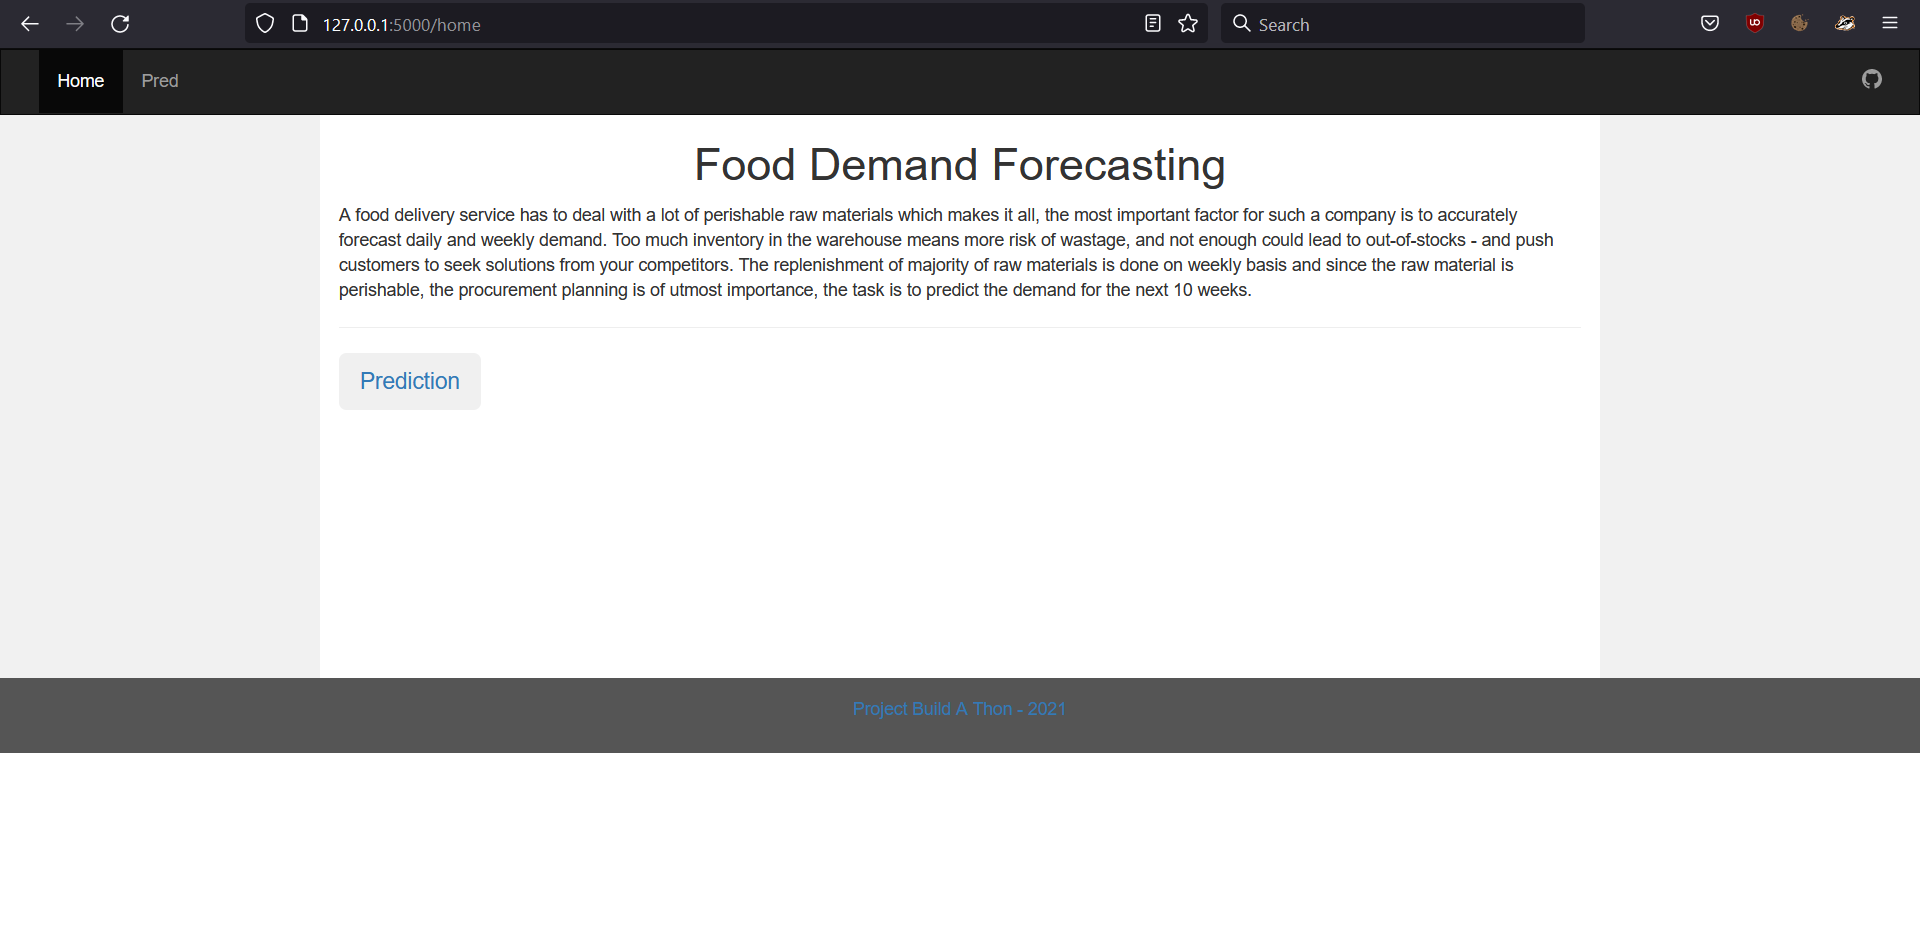 127.0.0.1:5000/home
Search
Home
Pred
Food Demand Forecasting
A food delivery service has to deal with a lot of perishable raw materials which makes it all, the most important factor for such a company is to accurately
forecast daily and weekly demand. Too much inventory in the warehouse means more risk of wastage, and not enough could lead to out-of-stocks - and push
customers to seek solutions from your competitors. The replenishment of majority of raw materials is done on weekly basis and since the raw material is
perishable, the procurement planning is of utmost importance, the task is to predict the demand for the next 10 weeks.
Prediction
Project Build A Thon - 2021